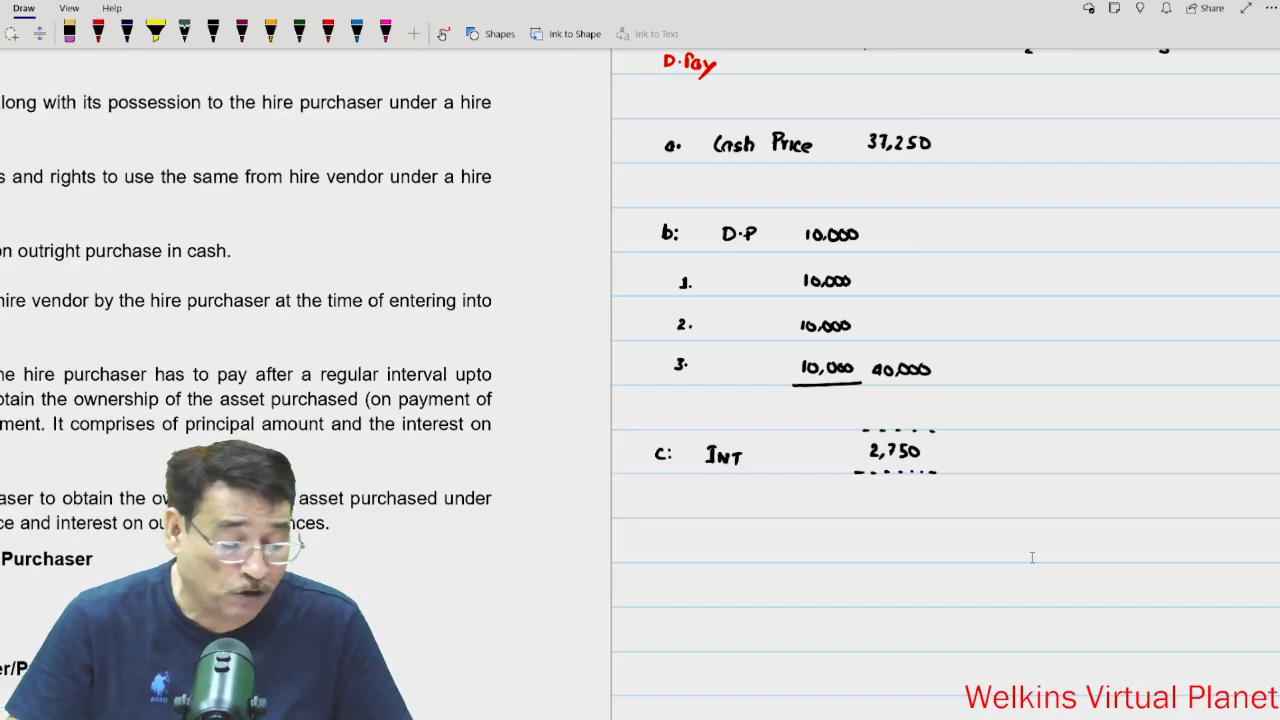 Draw View Help
Share
Shapes Ink to Shape Ink to Text
D.Pay
along with its possession to the hire purchaser under a hire
s and rights to use the same from hire vendor under a hire
on outright purchase in cash.
hire vendor by the hire purchaser at the time of entering into
he hire purchaser has to pay after a regular interval upto
btain the ownership of the asset purchased (on payment of
ment. It comprises of principal amount and the interest on
aser to obtain the asset purchased under
ce and interest on
Purchaser
a. Cash Price 37,250
b: D.P 10,000
1. 10,000
2. 10,000
3. 10,000 40,000
c: INT 2,750
Welkins Virtual Planet